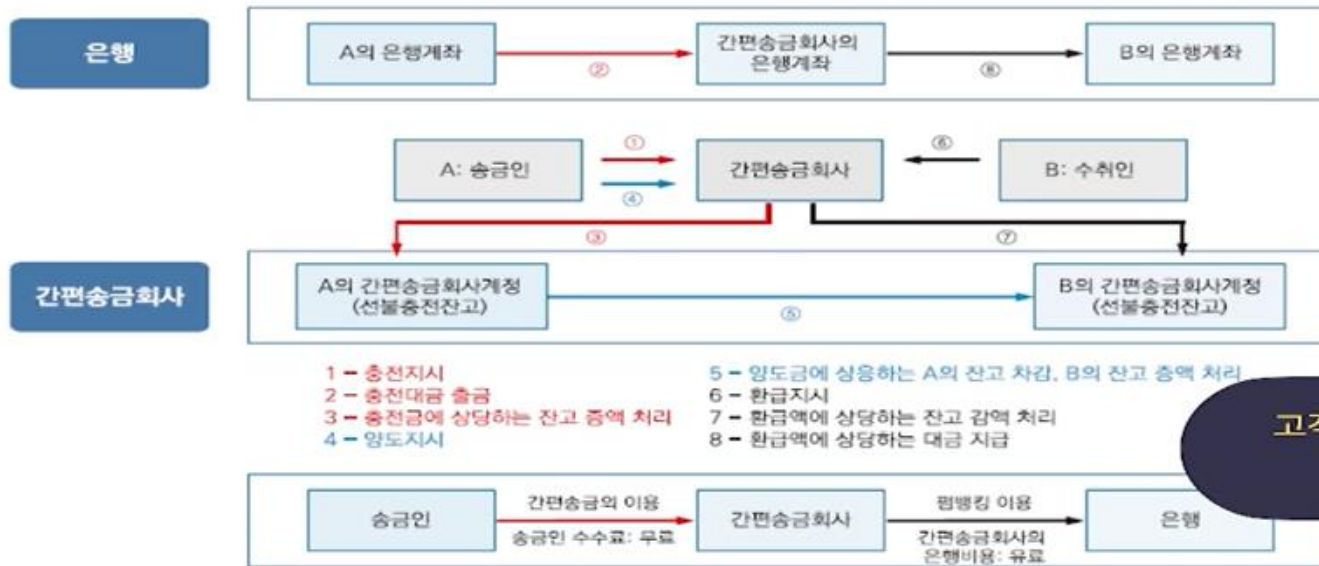 은행
A의 은행계좌
②
간편송금회사의
은행계좌
⑧
B의 은행계좌
A: 송금인
①
④
간편송금회사
⑥
B: 수취인
③
⑦
간편송금회사
A의 간편송금회사계정
(선불충전잔고)
⑤
B의 간편송금회사계정
(선불충전잔고)
1 – 충전지시
2 – 충전대금 출금
3 – 충전금에 상당하는 잔고 증액 처리
4 – 양도지시
5 – 양도금에 상응하는 A의 잔고 차감, B의 잔고 증액 처리
6 – 환급지시
7 – 환급액에 상당하는 잔고 감액 처리
8 – 환급액에 상당하는 대금 지급
송금인
간편송금의 이용
송금인 수수료: 무료
간편송금회사
펌뱅킹 이용
간편송금회사의
은행비용: 유료
은행